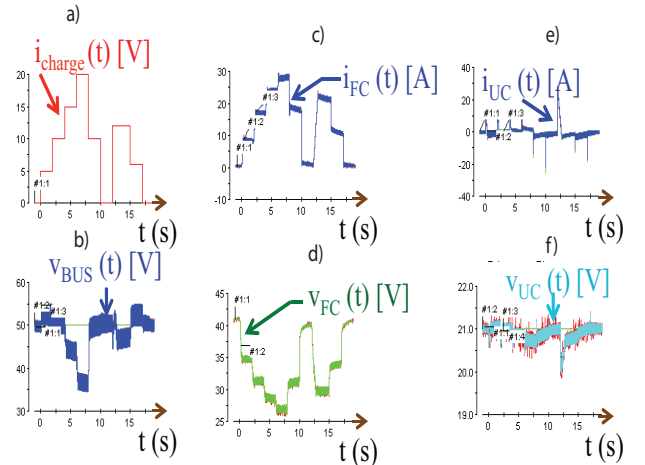 a)
i_charge (t) [V]
20
15
10
5
0
#1:1
0 5 10 15
t (s)
b)
v_BUS (t) [V]
60
50
40
30
#1:2
#1:3
#1:1
0 5 10 15
t (s)
c)
i_FC (t) [A]
30
20
10
0
#1:3
#1:2
#1:1
0 5 10 15
t (s)
d)
v_FC (t) [V]
40
35
30
25
#1:1
#1:2
0 5 10 15
t (s)
e)
i_UC (t) [A]
40
20
0
-20
-40
#1:1
#1:3
#1:2
0 5 10 15
t (s)
f)
v_UC (t) [V]
22.0
21.0
20.0
19.0
#1:2
#1:3
#1:1
#1:4
0 5 10 15
t (s)